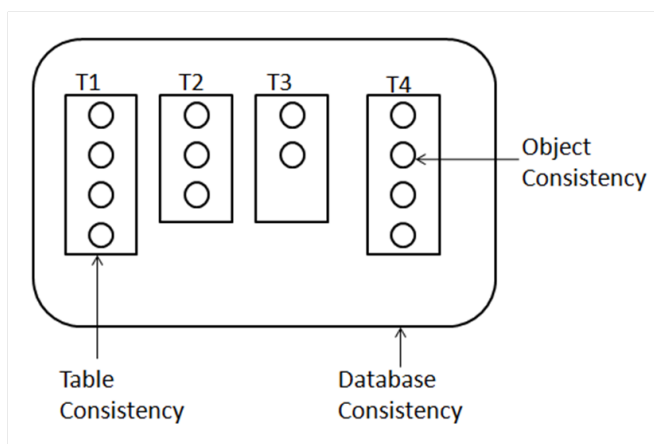 T1 T2 T3 T4
Object
Consistency
Table
Consistency
Database
Consistency